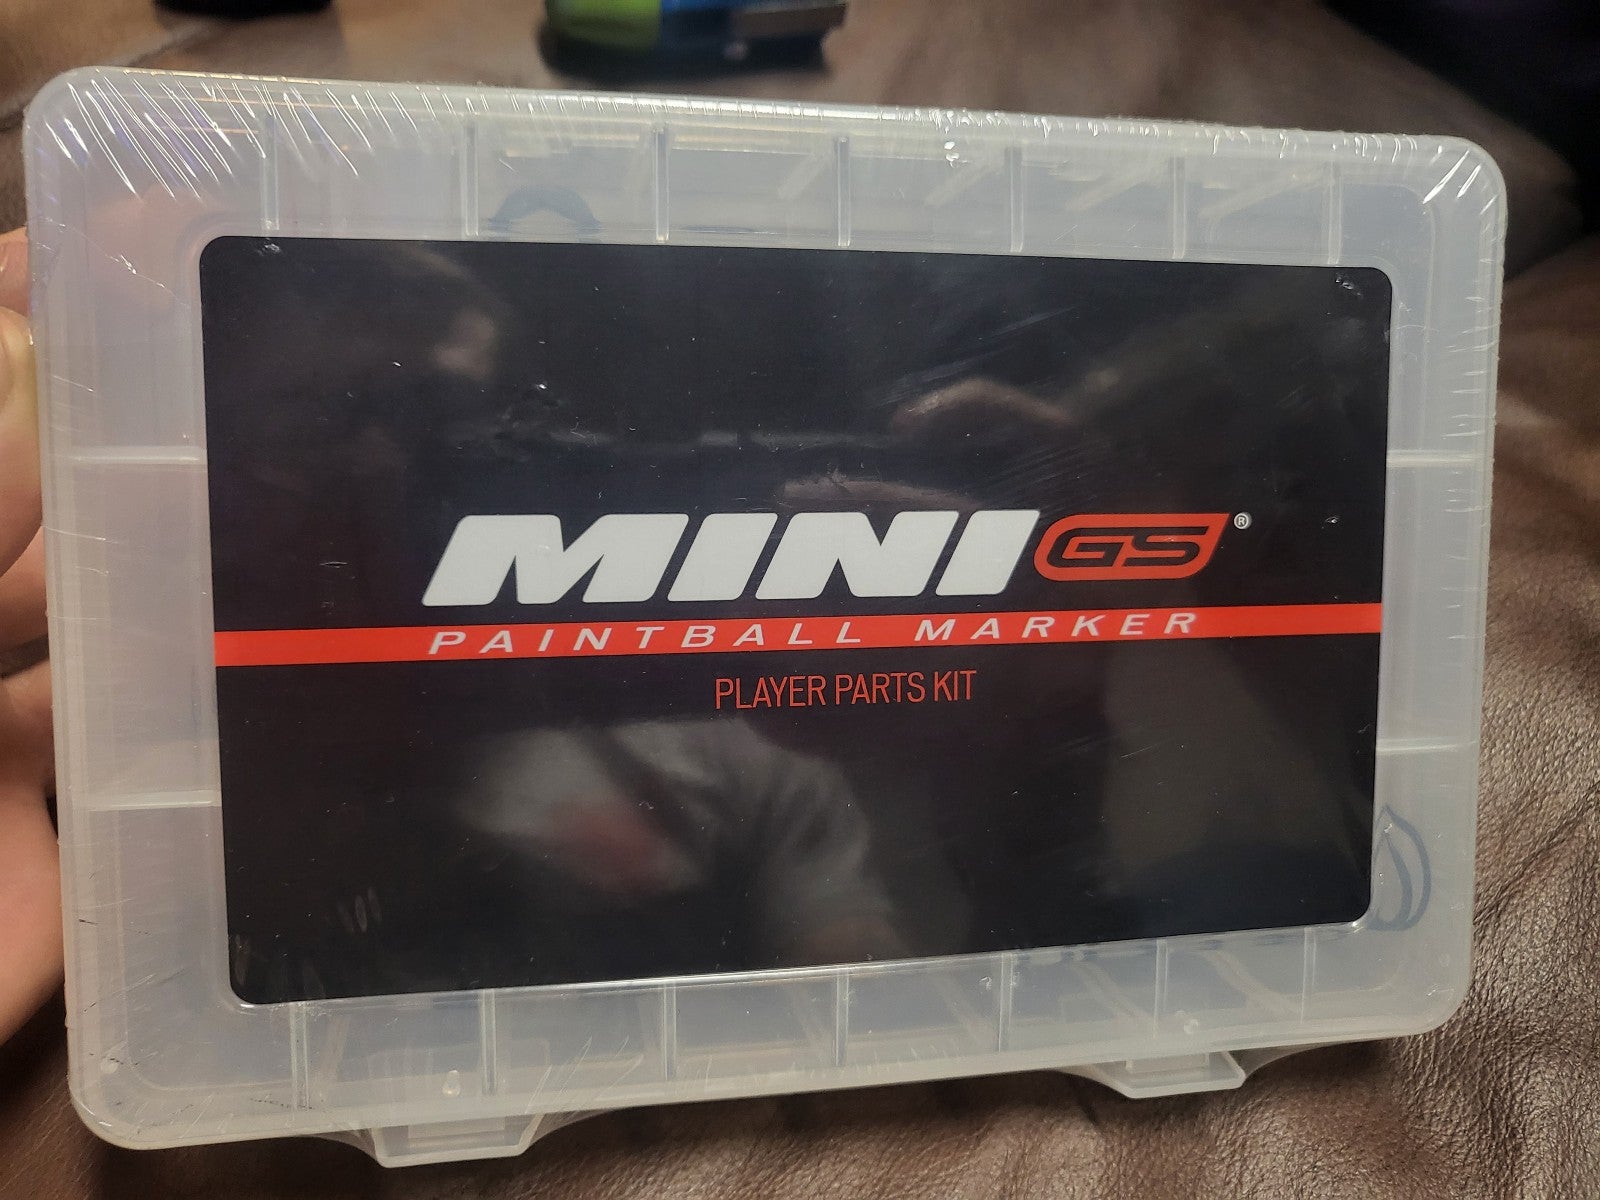 MINI GS®
PAINTBALL MARKER
PLAYER PARTS KIT